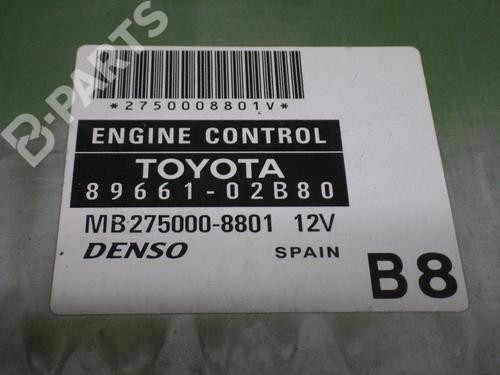 B-PARTS
*2750008801V*
ENGINE CONTROL
TOYOTA
89661-02B80
MB275000-8801 12V
DENSO SPAIN B8